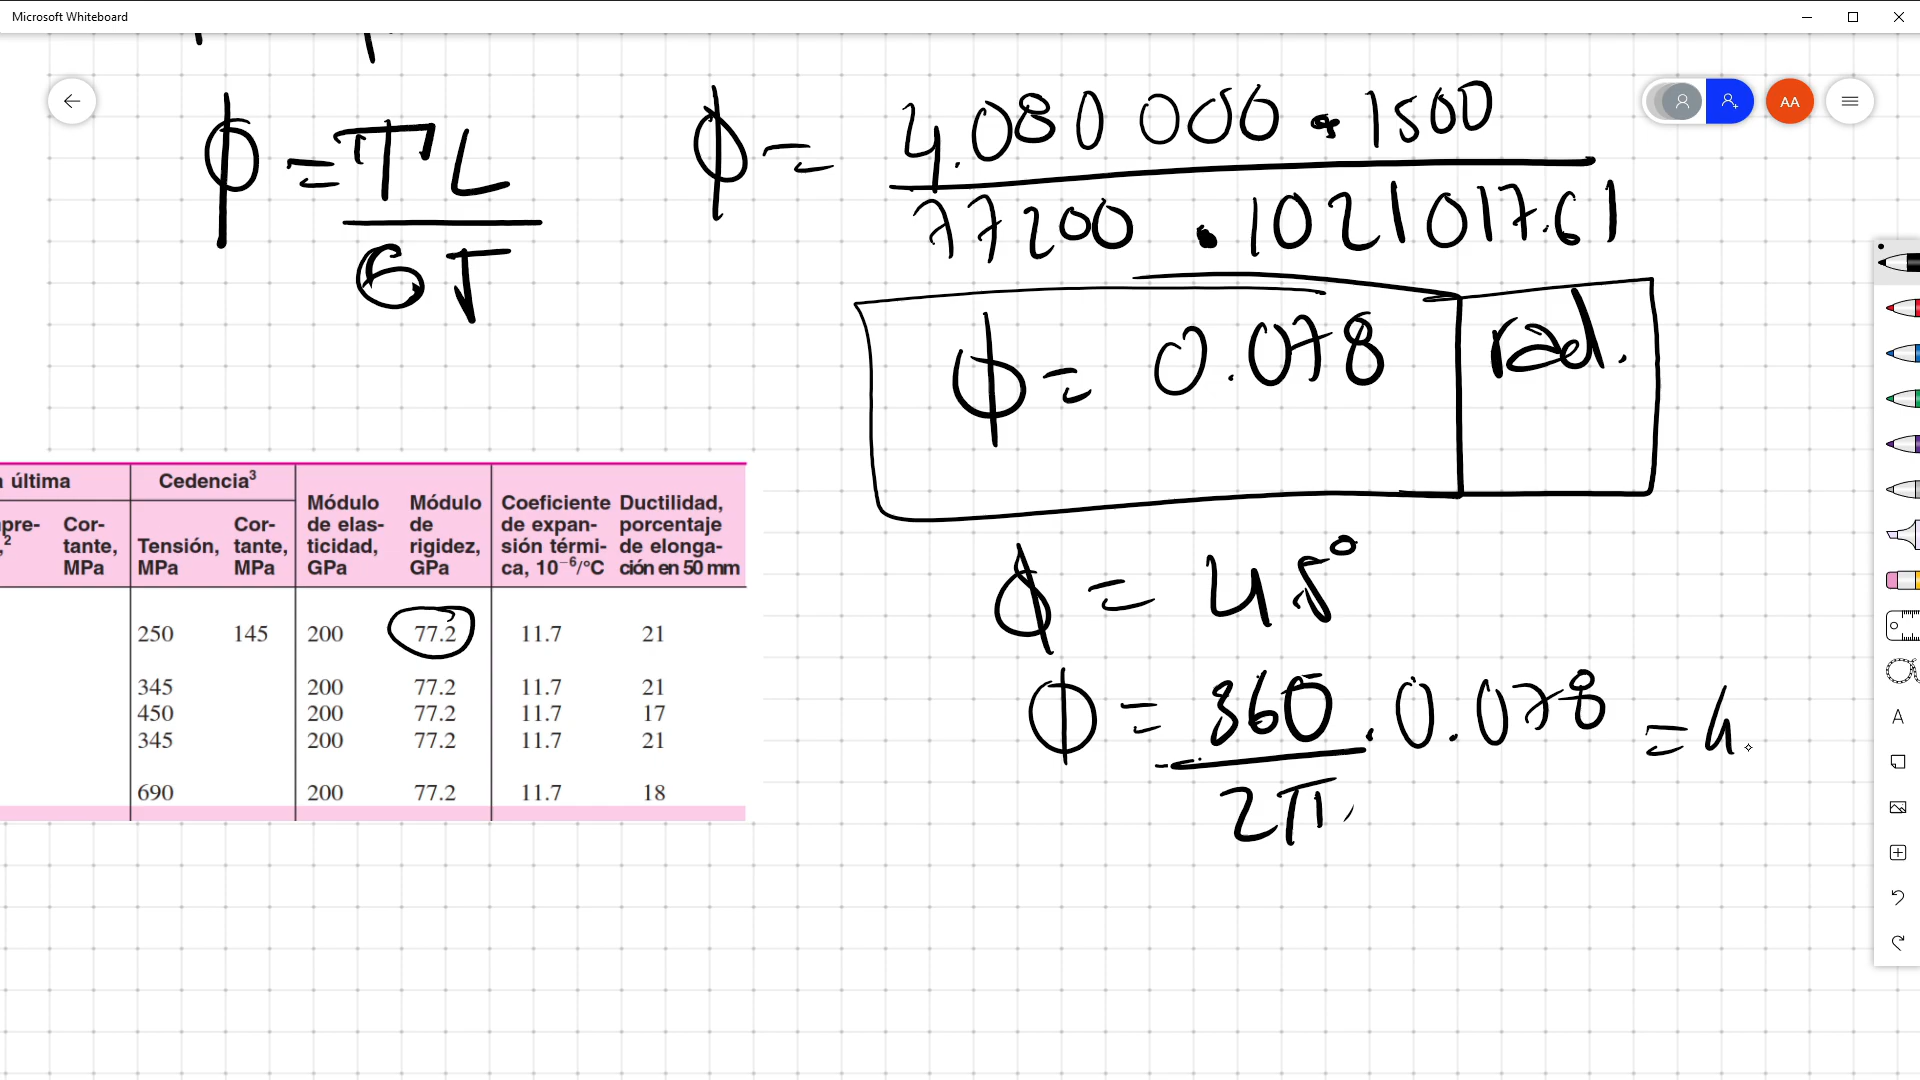 Microsoft Whiteboard
AA
ϕ = TL
GJ
ϕ = 4.080 000 • 1500
77200 • 1021017.61
ϕ = 0.078 rad.
a última
Cedencia³
pre-
,²
Cor-
tante,
MPa
Tensión,
MPa
Cor-
tante,
MPa
Módulo
de elas-
ticidad,
GPa
Módulo
de
rigidez,
GPa
Coeficiente
de expan-
sión térmi-
ca, 10⁻⁶/°C
Ductilidad,
porcentaje
de elonga-
ción en 50 mm
250 145 200 77.2 11.7 21
345 200 77.2 11.7 21
450 200 77.2 11.7 17
345 200 77.2 11.7 21
690 200 77.2 11.7 18
ϕ = 4.5°
ϕ = 360 . 0.078 = 4.
2π
A